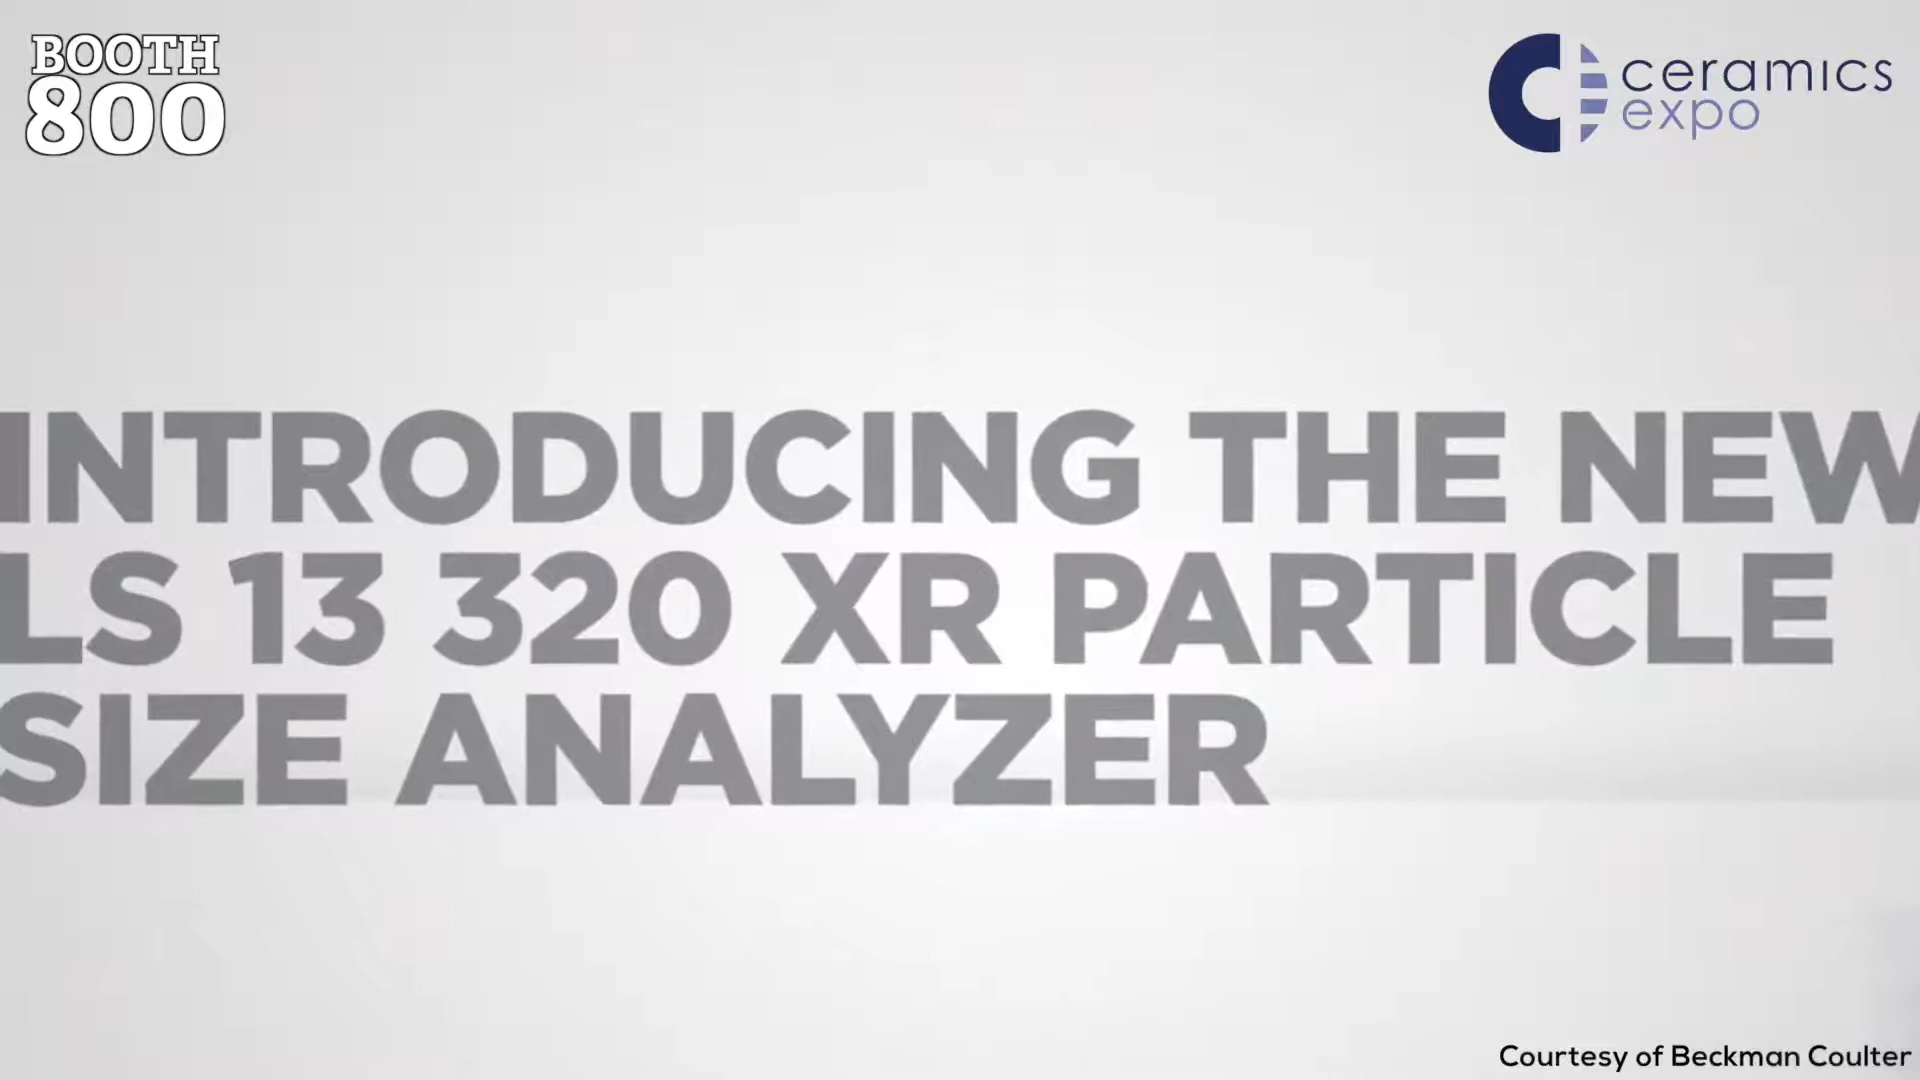 BOOTH
800
ceramics
expo
INTRODUCING THE NEW
LS 13 320 XR PARTICLE
SIZE ANALYZER
Courtesy of Beckman Coulter